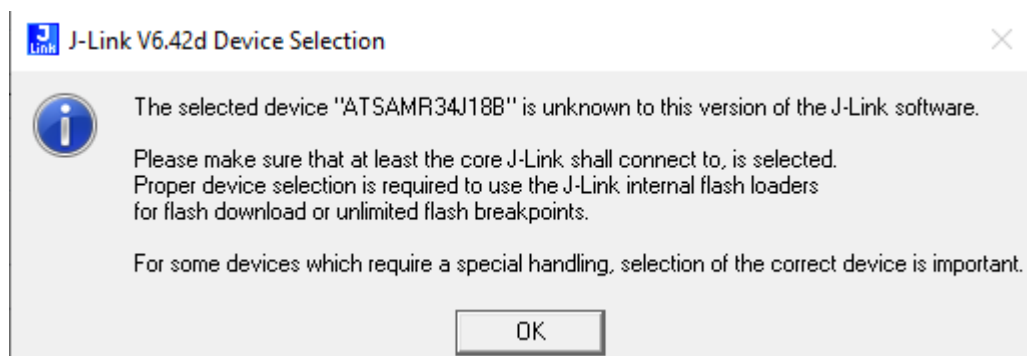 J
Link
J-Link V6.42d Device Selection
The selected device "ATSAMR34J18B" is unknown to this version of the J-Link software.
Please make sure that at least the core J-Link shall connect to, is selected.
Proper device selection is required to use the J-Link internal flash loaders
for flash download or unlimited flash breakpoints.
For some devices which require a special handling, selection of the correct device is important.
OK